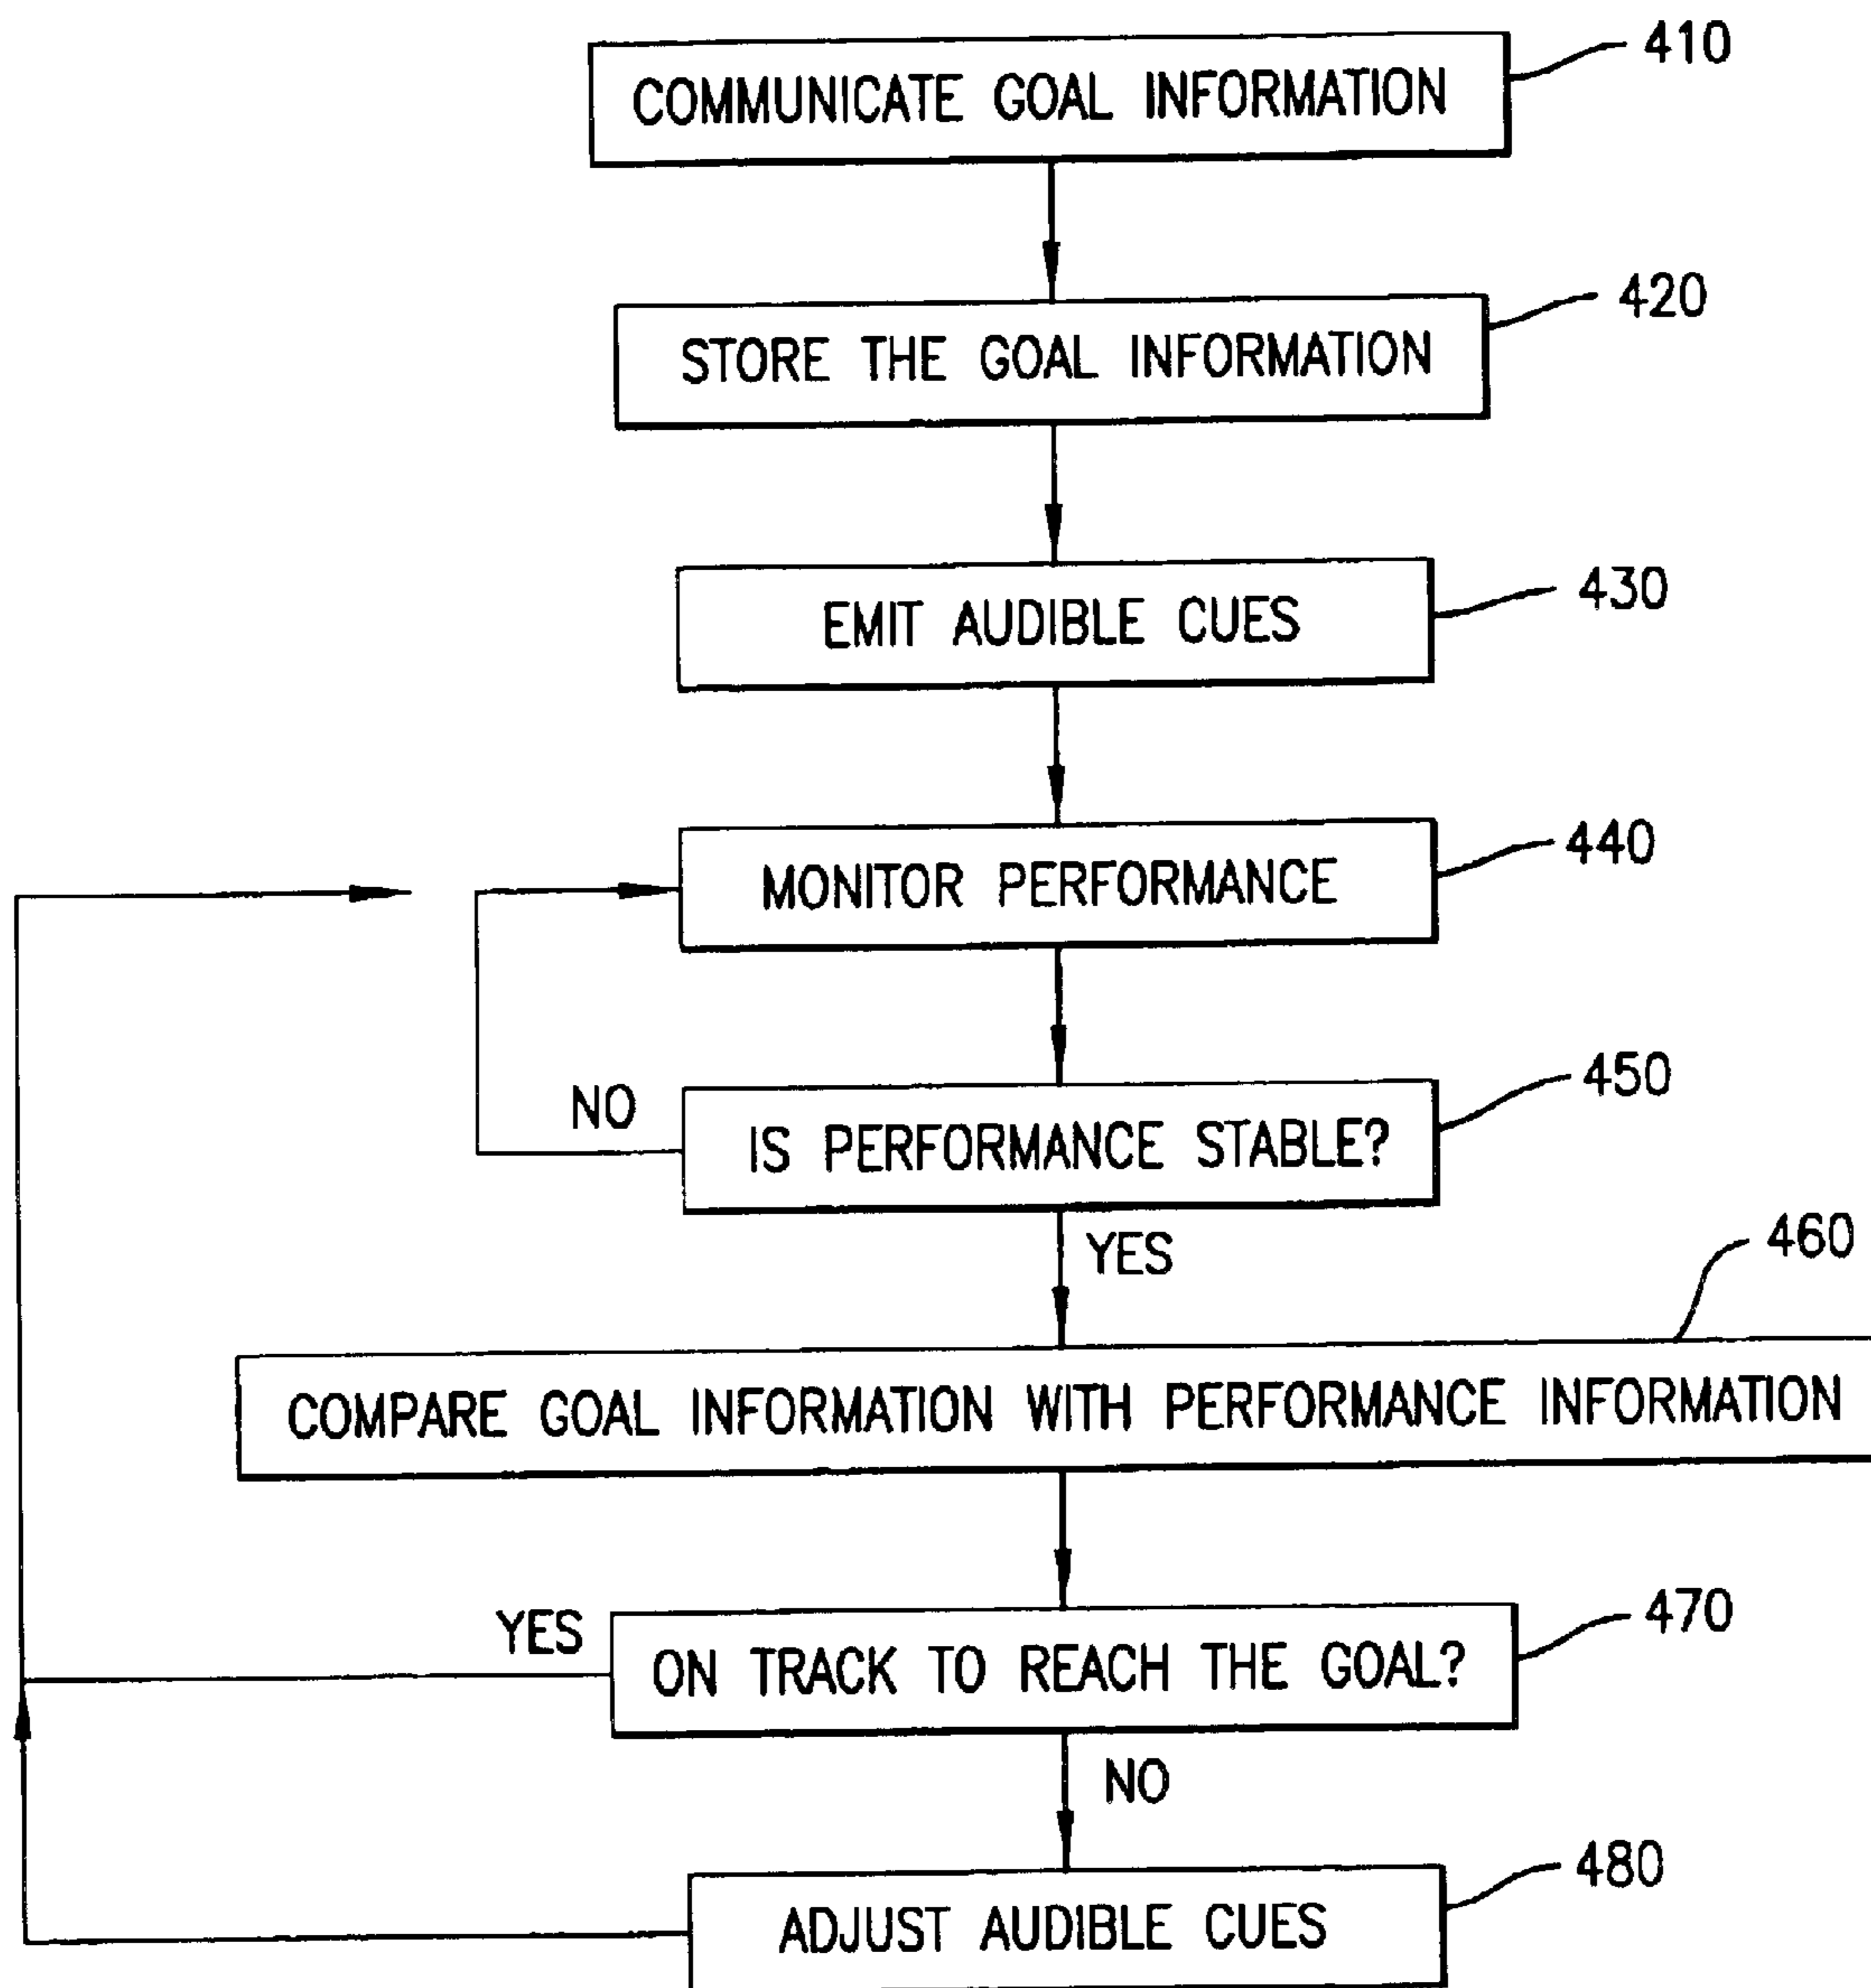 COMMUNICATE GOAL INFORMATION
410
STORE THE GOAL INFORMATION
420
EMIT AUDIBLE CUES
430
MONITOR PERFORMANCE
440
IS PERFORMANCE STABLE?
450
NO
YES
460
COMPARE GOAL INFORMATION WITH PERFORMANCE INFORMATION
YES
ON TRACK TO REACH THE GOAL?
470
NO
ADJUST AUDIBLE CUES
480